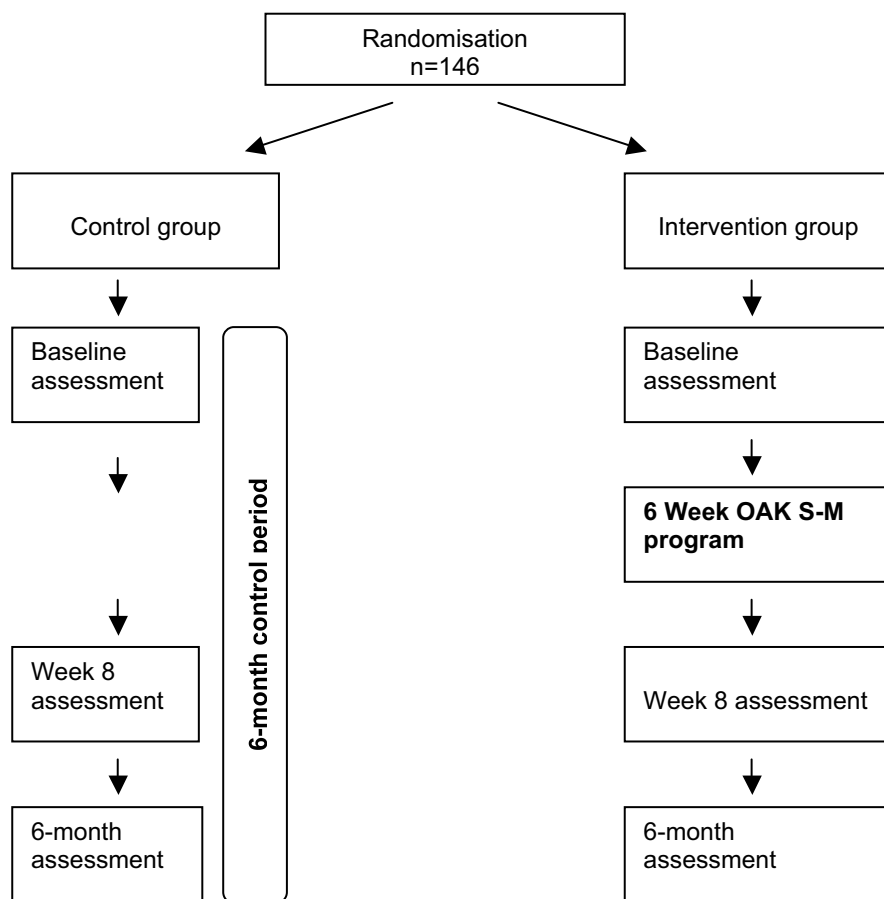 Randomisation
n=146
Control group
Intervention group
Baseline
assessment
6-month control period
Baseline
assessment
6 Week OAK S-M
program
Week 8
assessment
Week 8 assessment
6-month
assessment
6-month
assessment